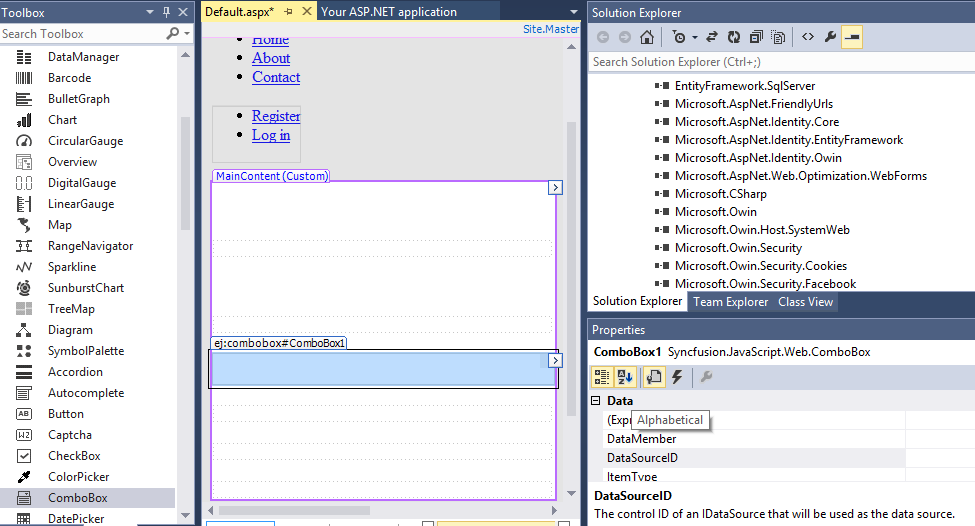 Toolbox
Search Toolbox
DataManager
Barcode
BulletGraph
Chart
CircularGauge
Overview
DigitalGauge
LinearGauge
Map
RangeNavigator
Sparkline
SunburstChart
TreeMap
Diagram
SymbolPalette
Accordion
Autocomplete
AB Button
W2 Captcha
CheckBox
ColorPicker
ComboBox
DatePicker
Default.aspx*
Your ASP.NET application
Site.Master
Home
About
Contact
Register
Log in
MainContent (Custom)
ej:combobox#ComboBox1
Solution Explorer
Search Solution Explorer (Ctrl+;)
EntityFramework.SqlServer
Microsoft.AspNet.FriendlyUrls
Microsoft.AspNet.Identity.Core
Microsoft.AspNet.Identity.EntityFramework
Microsoft.AspNet.Identity.Owin
Microsoft.AspNet.Web.Optimization.WebForms
Microsoft.CSharp
Microsoft.Owin
Microsoft.Owin.Host.SystemWeb
Microsoft.Owin.Security
Microsoft.Owin.Security.Cookies
Microsoft.Owin.Security.Facebook
Solution Explorer Team Explorer Class View
Properties
ComboBox1 Syncfusion.JavaScript.Web.ComboBox
Data
(Expr
Alphabetical
DataMember
DataSourceID
ItemType
DataSourceID
The control ID of an IDataSource that will be used as the data source.